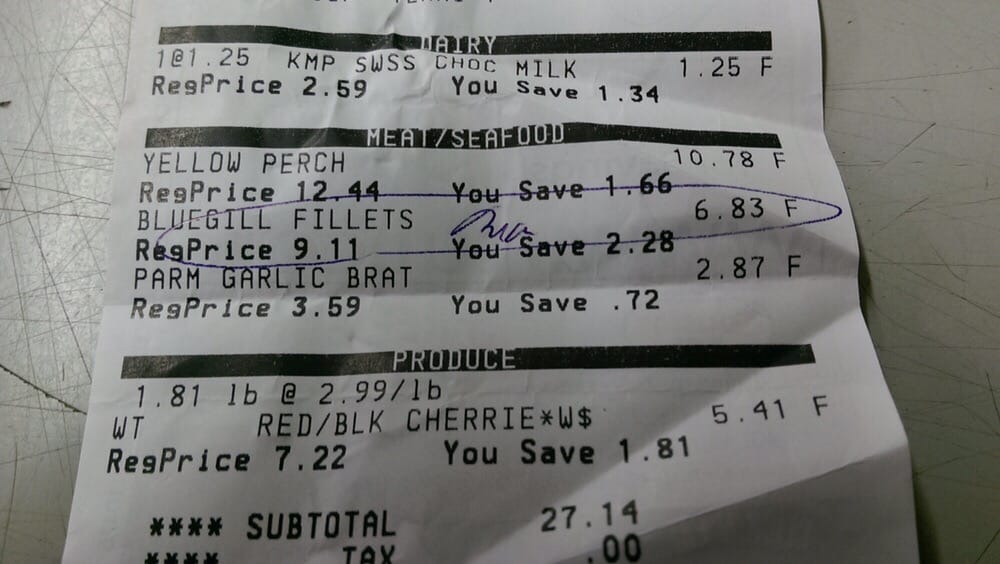 DAIRY
1@1.25 KMP SWSS CHOC MILK 1.25 F
RegPrice 2.59 You Save 1.34
MEAT/SEAFOOD
YELLOW PERCH 10.78 F
RegPrice 12.44 You Save 1.66
BLUEGILL FILLETS 6.83 F
RegPrice 9.11 You Save 2.28
PARM GARLIC BRAT 2.87 F
RegPrice 3.59 You Save .72
PRODUCE
1.81 lb @ 2.99/lb
WT RED/BLK CHERRIE*W$ 5.41 F
RegPrice 7.22 You Save 1.81
**** SUBTOTAL 27.14
**** TAX .00